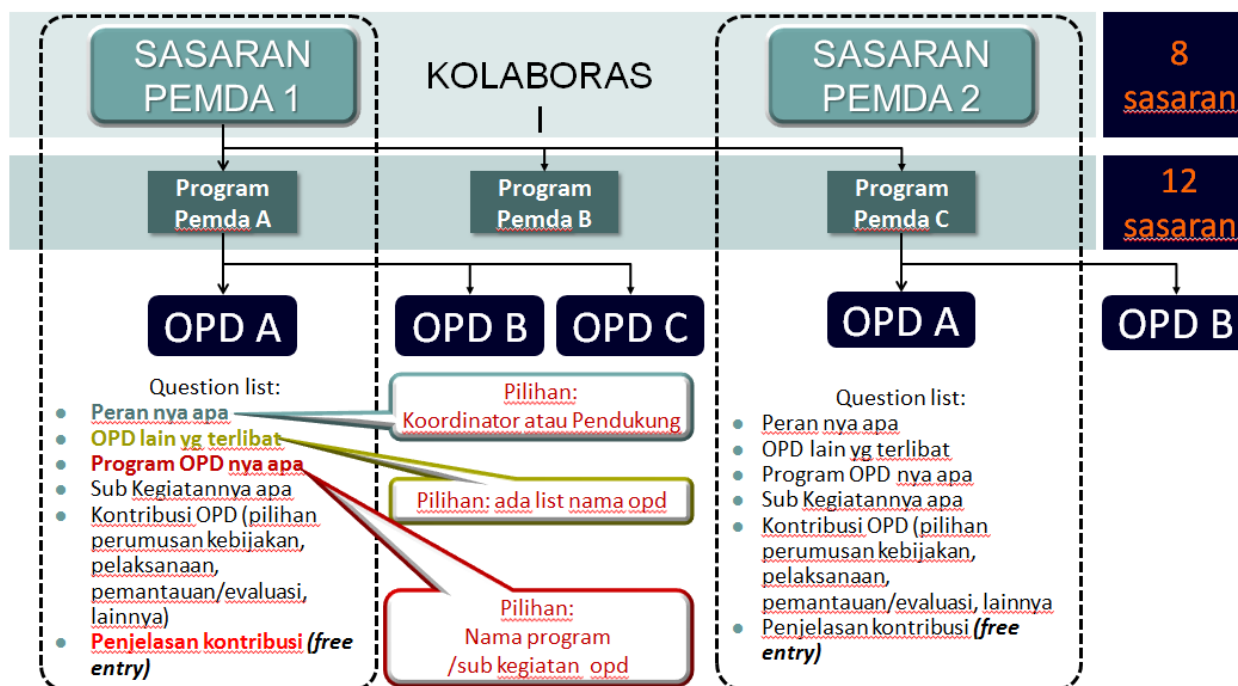 SASARAN
PEMDA 1
KOLABORAS
I
SASARAN
PEMDA 2
8
sasaran
Program
Pemda A
Program
Pemda B
Program
Pemda C
12
sasaran
OPD A
OPD B
OPD C
OPD A
OPD B
Question list:
Peran nya apa
OPD lain yg terlibat
Program OPD nya apa
Sub Kegiatannya apa
Kontribusi OPD (pilihan
perumusan kebijakan,
pelaksanaan,
pemantauan/evaluasi,
lainnya)
Penjelasan kontribusi (free
entry)
Pilihan:
Koordinator atau Pendukung
Pilihan: ada list nama opd
Pilihan:
Nama program
/sub kegiatan opd
Question list:
Peran nya apa
OPD lain yg terlibat
Program OPD nya apa
Sub Kegiatannya apa
Kontribusi OPD (pilihan
perumusan kebijakan,
pelaksanaan,
pemantauan/evaluasi, lainnya
Penjelasan kontribusi (free
entry)